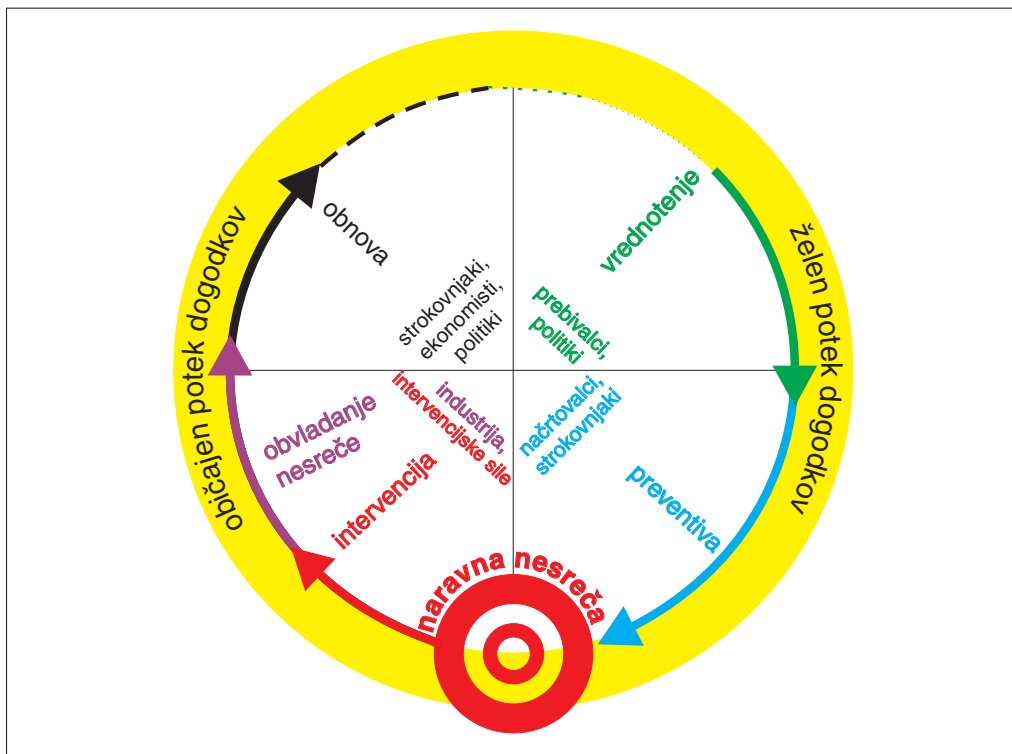 običajen potek dogodkov
želen potek dogodkov
obnova
vrednotenje
strokovnjaki,
ekonomisti,
politiki
prebivalci,
politiki
industrija,
intervencijske sile
načrtovalci,
strokovnjaki
obvladanje
nesreče
intervencija
preventiva
naravna nesreča